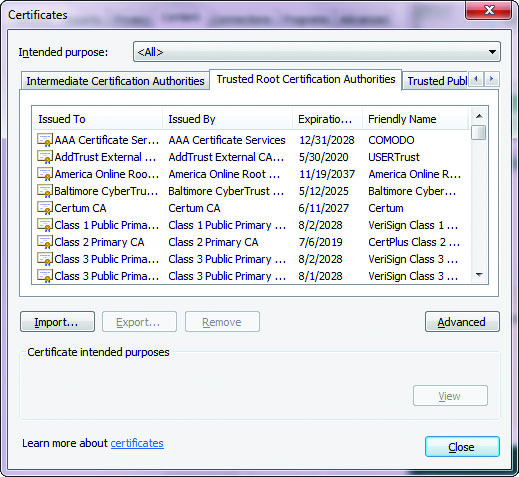 Certificates
Content
Intended purpose: <All>
Intermediate Certification Authorities Trusted Root Certification Authorities Trusted Publ
Issued To Issued By Expiratio... Friendly Name
AAA Certificate Ser... AAA Certificate Services 12/31/2028 COMODO
AddTrust External ... AddTrust External CA... 5/30/2020 USERTrust
America Online Roo... America Online Root ... 11/19/2037 America Online R...
Baltimore CyberTru... Baltimore CyberTrust ... 5/12/2025 Baltimore Cyber...
Certum CA Certum CA 6/11/2027 Certum
Class 1 Public Prima... Class 1 Public Primary ... 8/2/2028 VeriSign Class 1 ...
Class 2 Primary CA Class 2 Primary CA 7/6/2019 CertPlus Class 2 ...
Class 3 Public Prima... Class 3 Public Primary ... 8/2/2028 VeriSign Class 3 ...
Class 3 Public Prima... Class 3 Public Primary ... 8/1/2028 VeriSign Class 3 ...
Import... Export... Remove Advanced
Certificate intended purposes
View
Learn more about certificates
Close